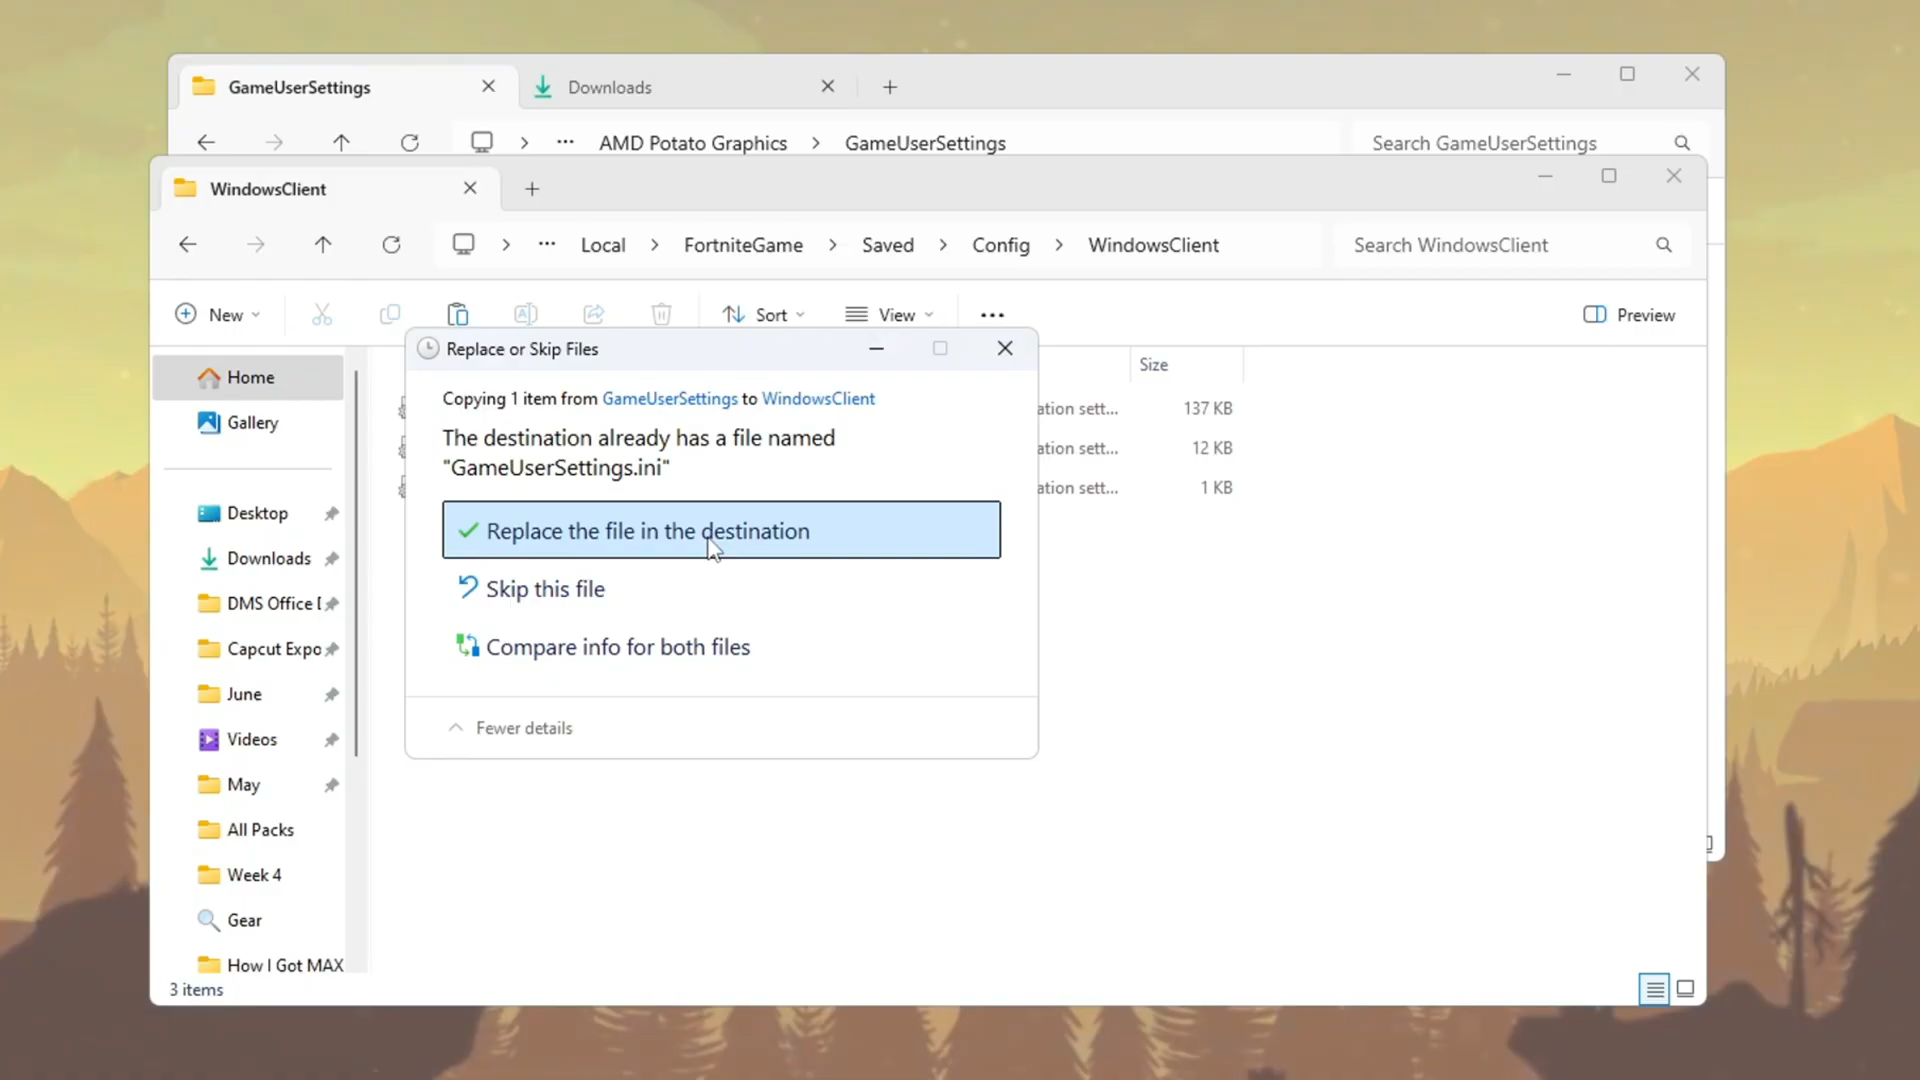 GameUserSettings
Downloads
AMD Potato Graphics > GameUserSettings
Search GameUserSettings
WindowsClient
Local > FortniteGame > Saved > Config > WindowsClient
Search WindowsClient
New
Sort
View
Preview
Home
Gallery
Desktop
Downloads
DMS Office
Capcut Expo
June
Videos
May
All Packs
Week 4
Gear
How I Got MAX
3 items
Size
ation sett... 137 KB
ation sett... 12 KB
ation sett... 1 KB
Replace or Skip Files
Copying 1 item from GameUserSettings to WindowsClient
The destination already has a file named
"GameUserSettings.ini"
Replace the file in the destination
Skip this file
Compare info for both files
Fewer details